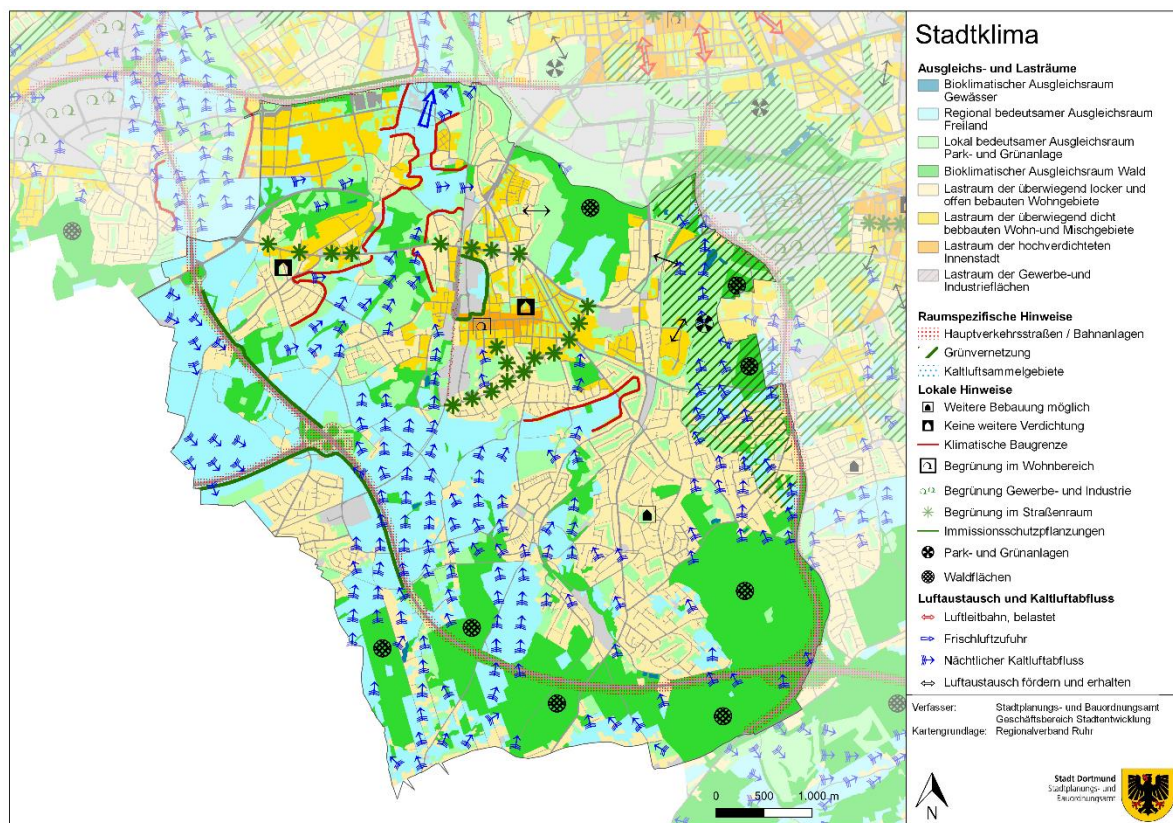 Stadtklima
Ausgleichs- und Lasträume
Bioklimatischer Ausgleichsraum
Gewässer
Regional bedeutsamer Ausgleichsraum
Freiland
Lokal bedeutsamer Ausgleichsraum
Park- und Grünanlage
Bioklimatischer Ausgleichsraum Wald
Lastraum der überwiegend locker und
offen bebauten Wohngebiete
Lastraum der überwiegend dicht
bebbauten Wohn-und Mischgebiete
Lastraum der hochverdichteten
Innenstadt
Lastraum der Gewerbe-und
Industrieflächen
Raumspezifische Hinweise
Hauptverkehrsstraßen / Bahnanlagen
Grünvernetzung
Kaltluftsammelgebiete
Lokale Hinweise
Weitere Bebauung möglich
Keine weitere Verdichtung
Klimatische Baugrenze
Begrünung im Wohnbereich
Begrünung Gewerbe- und Industrie
Begrünung im Straßenraum
Immissionsschutzpflanzungen
Park- und Grünanlagen
Waldflächen
Luftaustausch und Kaltluftabfluss
Luftleitbahn, belastet
Frischluftzufuhr
Nächtlicher Kaltluftabfluss
Luftaustausch fördern und erhalten
Verfasser: Stadtplanungs- und Bauordnungsamt
Geschäftsbereich Stadtentwicklung
Kartengrundlage: Regionalverband Ruhr
N
Stadt Dortmund
Stadtplanungs- und
Bauordnungsamt
0 500 1.000 m